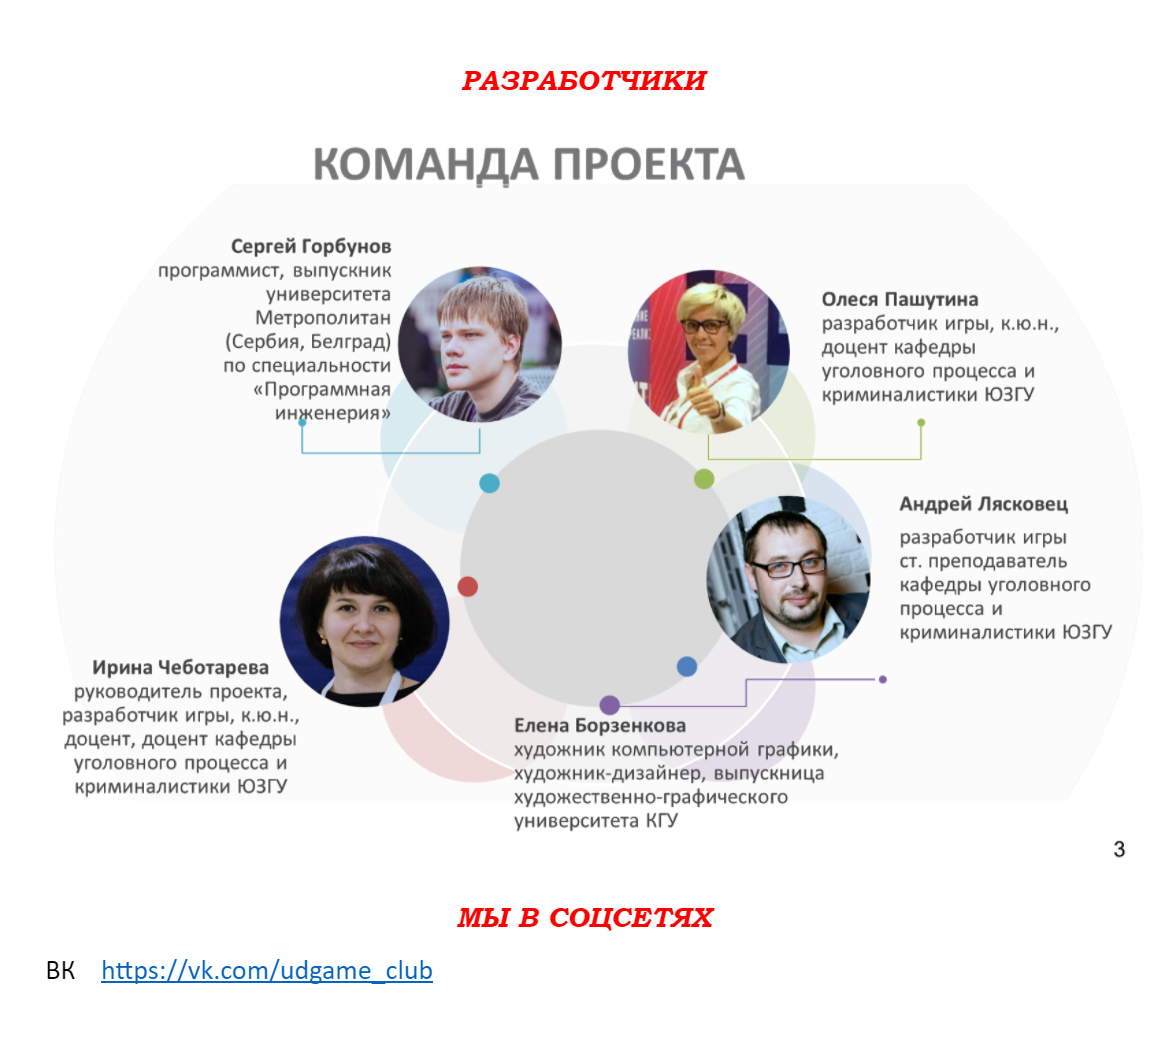 РАЗРАБОТЧИКИ
КОМАНДА ПРОЕКТА
Сергей Горбунов
программист, выпускник
университета
Метрополитан
(Сербия, Белград)
по специальности
«Программная
инженерия»
Олеся Пашутина
разработчик игры, к.ю.н.,
доцент кафедры
уголовного процесса и
криминалистики ЮЗГУ
Андрей Лясковец
разработчик игры
ст. преподаватель
кафедры уголовного
процесса и
криминалистики ЮЗГУ
Ирина Чеботарева
руководитель проекта,
разработчик игры, к.ю.н.,
доцент, доцент кафедры
уголовного процесса и
криминалистики ЮЗГУ
Елена Борзенкова
художник компьютерной графики,
художник-дизайнер, выпускница
художественно-графического
университета КГУ
3
МЫ В СОЦСЕТЯХ
ВК https://vk.com/udgame_club